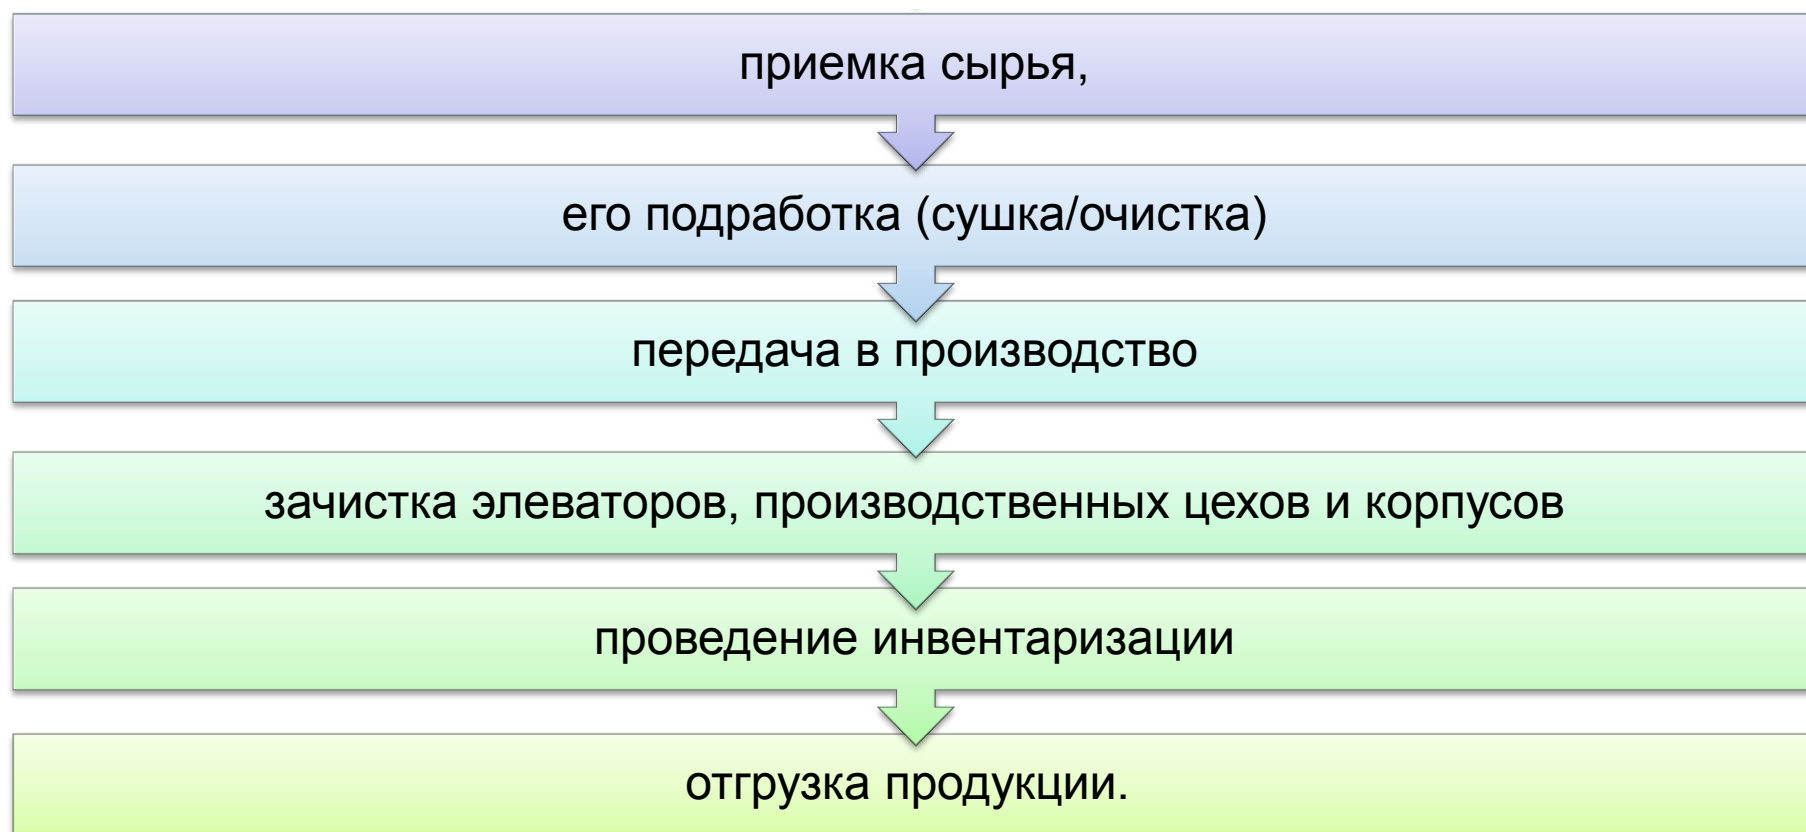 приемка сырья,
его подработка (сушка/очистка)
передача в производство
зачистка элеваторов, производственных цехов и корпусов
проведение инвентаризации
отгрузка продукции.